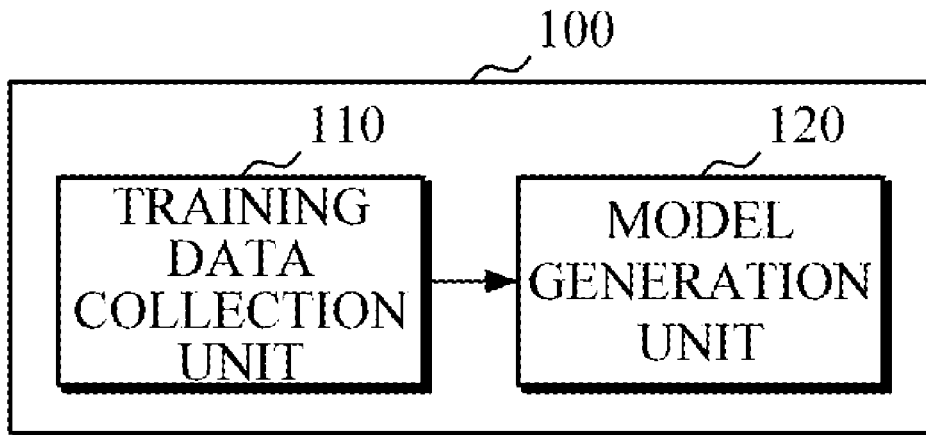 100
110
TRAINING
DATA
COLLECTION
UNIT
120
MODEL
GENERATION
UNIT